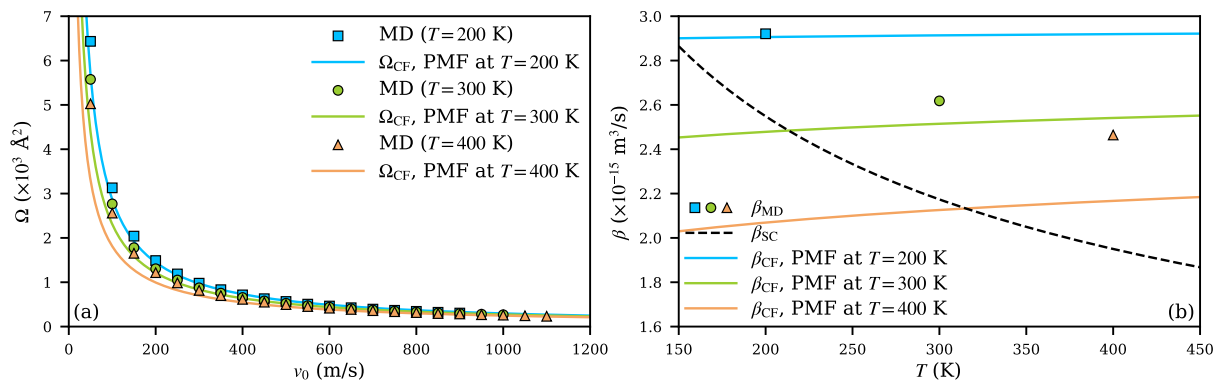 7
6
5
4
3
2
1
0
Ω (×10³ Å²)
MD (T=200 K)
Ω_CF, PMF at T=200 K
MD (T=300 K)
Ω_CF, PMF at T=300 K
MD (T=400 K)
Ω_CF, PMF at T=400 K
(a)
0 200 400 600 800 1000 1200
v₀ (m/s)
3.0
2.8
2.6
2.4
2.2
2.0
1.8
1.6
β (×10⁻¹⁵ m³/s)
β_MD
β_SC
β_CF, PMF at T=200 K
β_CF, PMF at T=300 K
β_CF, PMF at T=400 K
(b)
150 200 250 300 350 400 450
T (K)